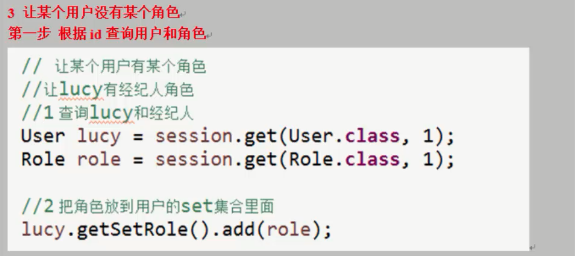 3 让某个用户没有某个角色
第一步 根据 id 查询用户和角色
// 让某个用户有某个角色
//让lucy有经纪人角色
//1 查询lucy和经纪人
User lucy = session.get(User.class, 1);
Role role = session.get(Role.class, 1);
//2 把角色放到用户的set集合里面
lucy.getSetRole().add(role);